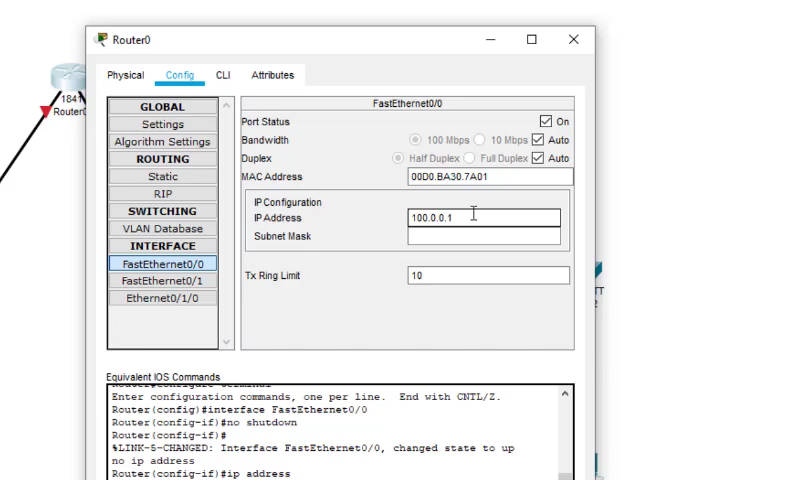 Router0
Physical Config CLI Attributes
1841
Router0
GLOBAL
Settings
Algorithm Settings
ROUTING
Static
RIP
SWITCHING
VLAN Database
INTERFACE
FastEthernet0/0
FastEthernet0/1
Ethernet0/1/0
FastEthernet0/0
Port Status On
Bandwidth 100 Mbps 10 Mbps Auto
Duplex Half Duplex Full Duplex Auto
MAC Address 00D0.BA30.7A01
IP Configuration
IP Address 100.0.0.1
Subnet Mask
Tx Ring Limit 10
Equivalent IOS Commands
Router#configure terminal
Enter configuration commands, one per line. End with CNTL/Z.
Router(config)#interface FastEthernet0/0
Router(config-if)#no shutdown
Router(config-if)#
%LINK-5-CHANGED: Interface FastEthernet0/0, changed state to up
no ip address
Router(config-if)#ip address